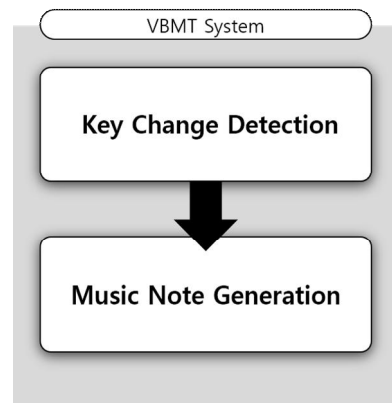 VBMT System
Key Change Detection
Music Note Generation